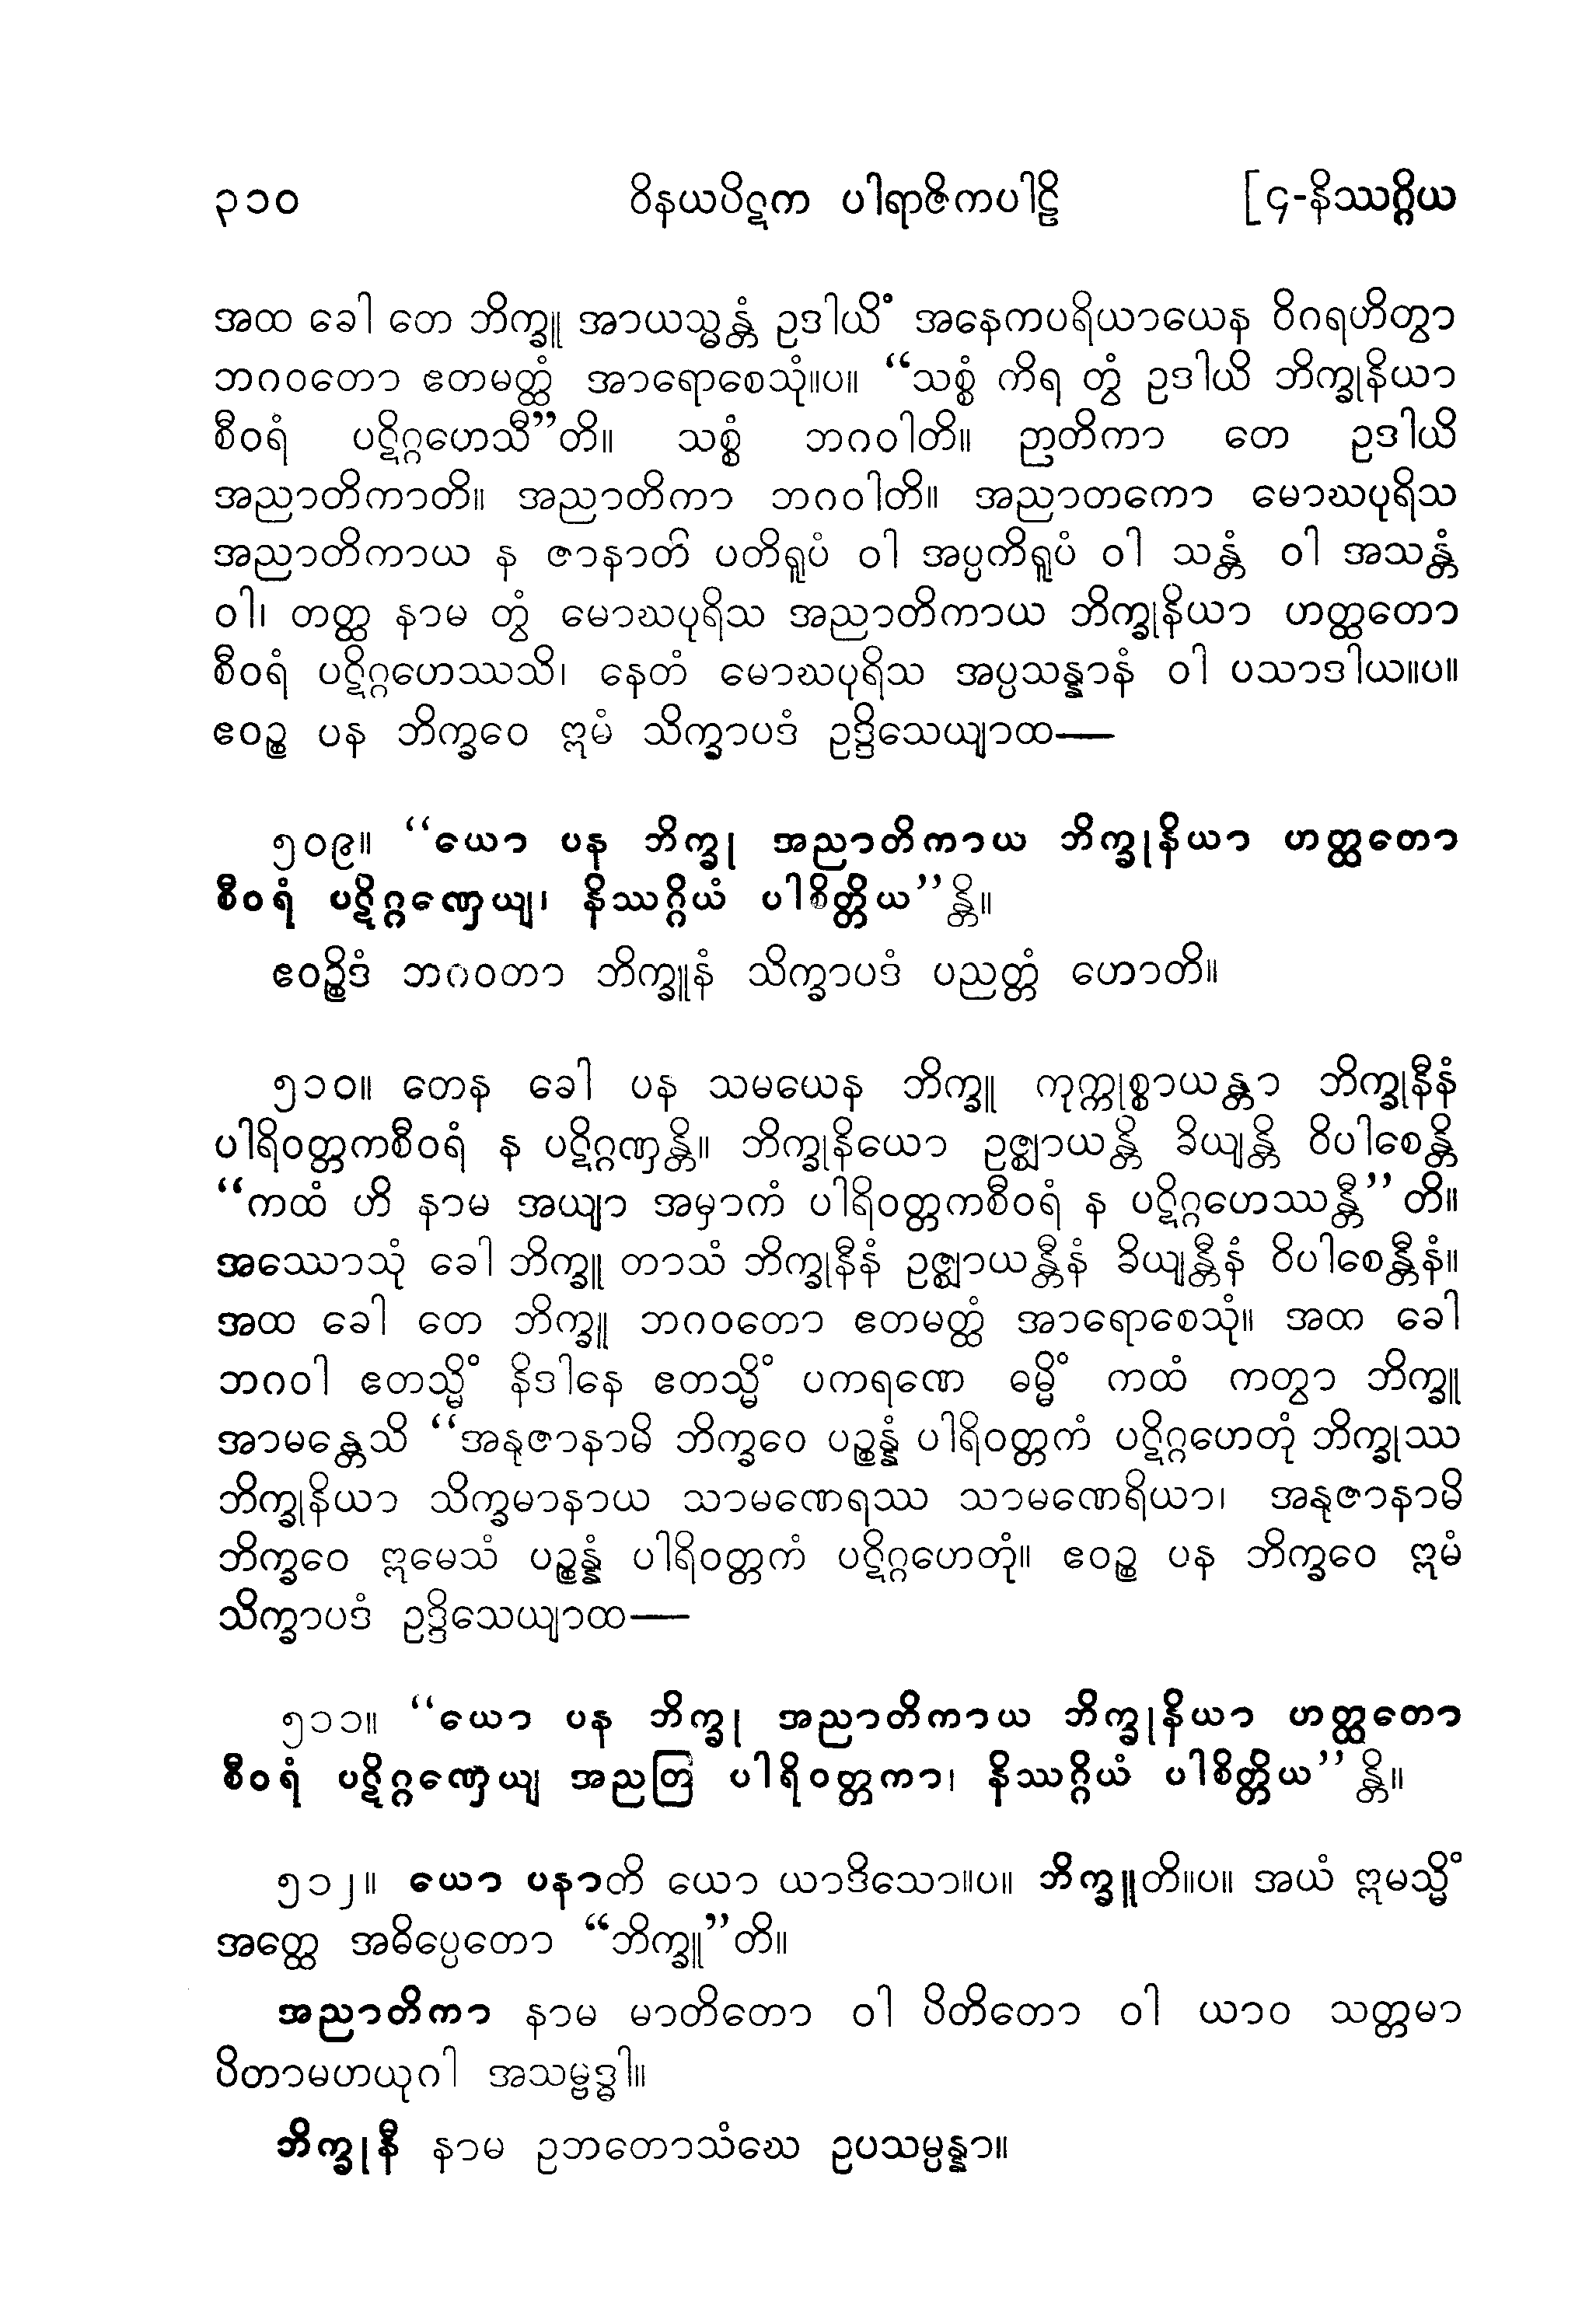 ၃၁၀ ဝိနယပိဋက ပါရာဇိကပါဠိ [၄-နိဿဂ္ဂိယ
အထ ခေါ တေ ဘိက္ခူ အာယသ္မန္တံ ဥဒါယိံ အနေကပရိယာယေန ဝိဂရဟိတွာ
ဘဂဝတော ဧတမတ္ထံ အာရောစေသုံ။ပ။ “သစ္စံ ကိရ တွံ ဥဒါယိ ဘိက္ခုနိယာ
စီဝရံ ပဋိဂ္ဂဟေသီ”တိ။ သစ္စံ ဘဂဝါတိ။ ဉာတိကာ တေ ဥဒါယိ
အညာတိကာတိ။ အညာတိကာ ဘဂဝါတိ။ အညာတကော မောဃပုရိသ
အညာတိကာယ န ဇာနာတိ ပတိရူပံ ဝါ အပ္ပတိရူပံ ဝါ သန္တံ ဝါ အသန္တံ
ဝါ၊ တတ္ထ နာမ တွံ မောဃပုရိသ အညာတိကာယ ဘိက္ခုနိယာ ဟတ္ထတော
စီဝရံ ပဋိဂ္ဂဟေဿသိ၊ နေတံ မောဃပုရိသ အပ္ပသန္နာနံ ဝါ ပသာဒါယ။ပ။
ဧဝဉ္စ ပန ဘိက္ခဝေ ဣမံ သိက္ခာပဒံ ဥဒ္ဒိသေယျာထ—
၅၀၉။ “ယော ပန ဘိက္ခု အညာတိကာယ ဘိက္ခုနိယာ ဟတ္ထတော
စီဝရံ ပဋိဂ္ဂဏှေယျ၊ နိဿဂ္ဂိယံ ပါစိတ္တိယ”န္တိ။
ဧဝဉ္စိဒံ ဘဂဝတာ ဘိက္ခူနံ သိက္ခာပဒံ ပညတ္တံ ဟောတိ။
၅၁၀။ တေန ခေါ ပန သမယေန ဘိက္ခူ ကုက္ကုစ္စာယန္တာ ဘိက္ခုနီနံ
ပါရိဝတ္တကစီဝရံ န ပဋိဂ္ဂဏှန္တိ။ ဘိက္ခုနိယော ဥဇ္ဈာယန္တိ ခိယျန္တိ ဝိပါစေန္တိ
“ကထံ ဟိ နာမ အယျာ အမှာကံ ပါရိဝတ္တကစီဝရံ န ပဋိဂ္ဂဟေဿန္တီ”တိ။
အဿောသုံ ခေါ ဘိက္ခူ တာသံ ဘိက္ခုနီနံ ဥဇ္ဈာယန္တီနံ ခိယျန္တီနံ ဝိပါစေန္တီနံ။
အထ ခေါ တေ ဘိက္ခူ ဘဂဝတော ဧတမတ္ထံ အာရောစေသုံ။ အထ ခေါ
ဘဂဝါ ဧတသ္မိံ နိဒါနေ ဧတသ္မိံ ပကရဏေ ဓမ္မိံ ကထံ ကတွာ ဘိက္ခူ
အာမန္တေသိ “အနုဇာနာမိ ဘိက္ခဝေ ပဉ္စန္နံ ပါရိဝတ္တကံ ပဋိဂ္ဂဟေတုံ ဘိက္ခုဿ
ဘိက္ခုနိယာ သိက္ခမာနာယ သာမဏေရဿ သာမဏေရိယာ၊ အနုဇာနာမိ
ဘိက္ခဝေ ဣမေသံ ပဉ္စန္နံ ပါရိဝတ္တကံ ပဋိဂ္ဂဟေတုံ။ ဧဝဉ္စ ပန ဘိက္ခဝေ ဣမံ
သိက္ခာပဒံ ဥဒ္ဒိသေယျာထ—
၅၁၁။ “ယော ပန ဘိက္ခု အညာတိကာယ ဘိက္ခုနိယာ ဟတ္ထတော
စီဝရံ ပဋိဂ္ဂဏှေယျ အညတြ ပါရိဝတ္တကာ၊ နိဿဂ္ဂိယံ ပါစိတ္တိယ”န္တိ။
၅၁၂။ ယော ပနာတိ ယော ယာဒိသော။ပ။ ဘိက္ခူတိ။ပ။ အယံ ဣမသ္မိံ
အတ္ထေ အဓိပ္ပေတော “ဘိက္ခူ”တိ။
အညာတိကာ နာမ မာတိတော ဝါ ပိတိတော ဝါ ယာဝ သတ္တမာ
ပိတာမဟယုဂါ အသမ္ဗဒ္ဓါ။
ဘိက္ခုနီ နာမ ဥဘတောသံဃေ ဥပသမ္ပန္နာ။